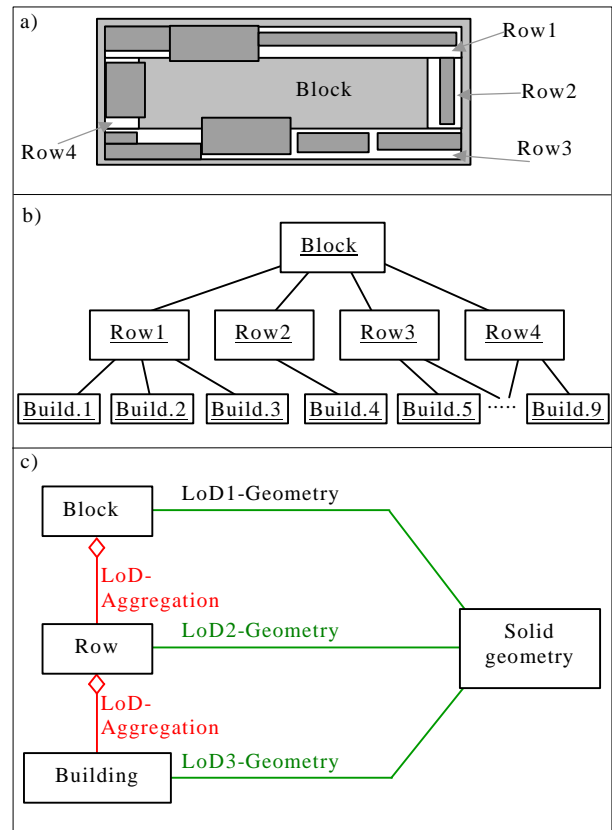 a)
Row1
Block
Row2
Row4
Row3
b)
Block
Row1 Row2 Row3 Row4
Build.1 Build.2 Build.3 Build.4 Build.5 ..... Build.9
c)
LoD1-Geometry
Block
LoD-
Aggregation
LoD2-Geometry
Row
Solid
geometry
LoD-
Aggregation
LoD3-Geometry
Building